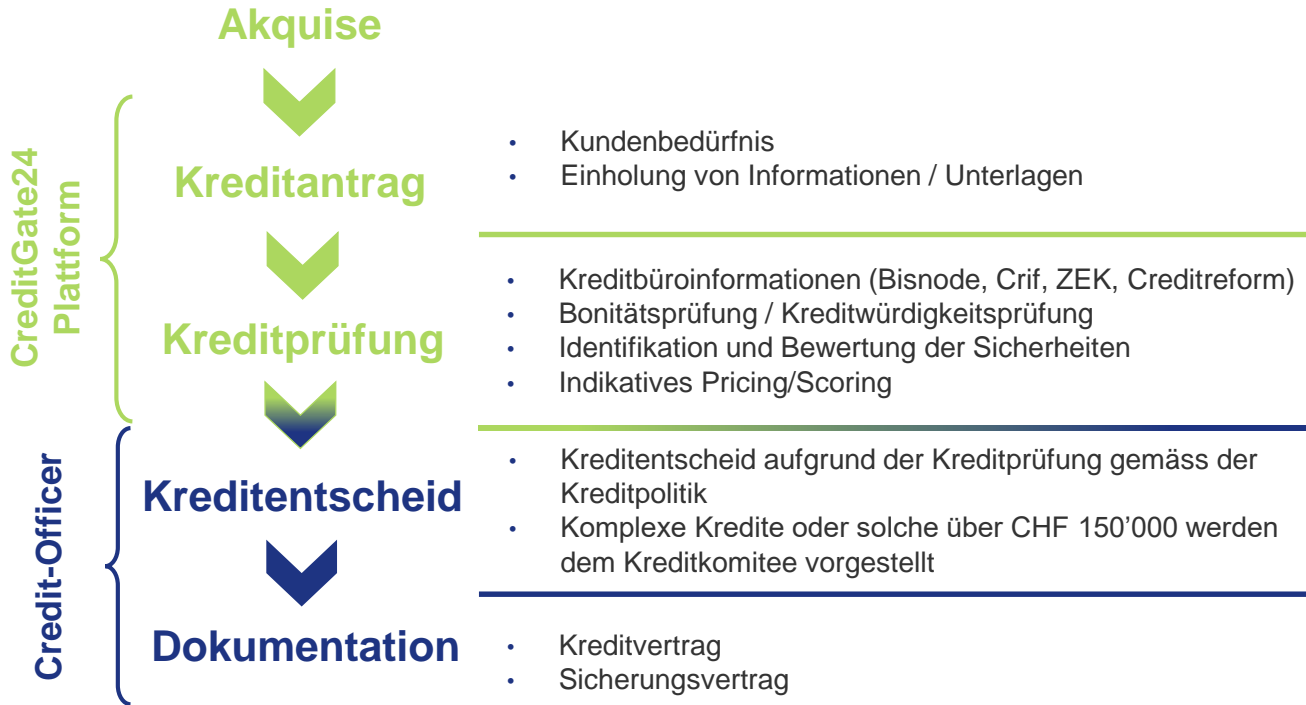 Akquise
CreditGate24
Plattform
Kreditantrag
• Kundenbedürfnis
• Einholung von Informationen / Unterlagen
Kreditprüfung
• Kreditbüroinformationen (Bisnode, Crif, ZEK, Creditreform)
• Bonitätsprüfung / Kreditwürdigkeitsprüfung
• Identifikation und Bewertung der Sicherheiten
• Indikatives Pricing/Scoring
Credit-Officer
Kreditentscheid
• Kreditentscheid aufgrund der Kreditprüfung gemäss der
Kreditpolitik
• Komplexe Kredite oder solche über CHF 150’000 werden
dem Kreditkomitee vorgestellt
Dokumentation
• Kreditvertrag
• Sicherungsvertrag